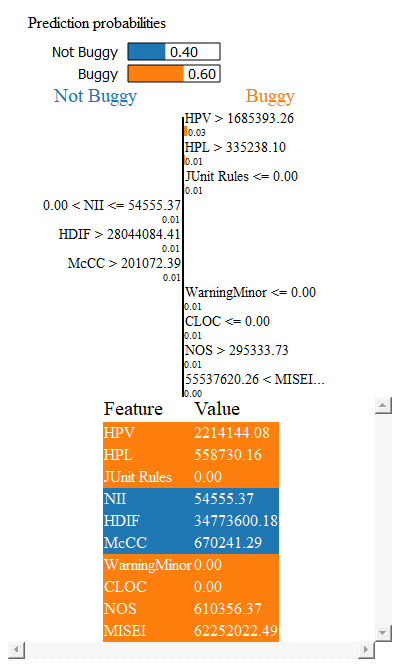 Prediction probabilities
Not Buggy 0.40
Buggy 0.60
Not Buggy Buggy
HPV > 1685393.26
0.03
HPL > 335238.10
0.01
JUnit Rules <= 0.00
0.01
0.00 < NII <= 54555.37
0.01
HDIF > 28044084.41
0.01
McCC > 201072.39
0.01
WarningMinor <= 0.00
0.01
CLOC <= 0.00
0.01
NOS > 295333.73
0.01
55537620.26 < MISEI...
0.00
Feature Value
HPV 2214144.08
HPL 558730.16
JUnit Rules 0.00
NII 54555.37
HDIF 34773600.18
McCC 670241.29
WarningMinor 0.00
CLOC 0.00
NOS 610356.37
MISEI 62252022.49